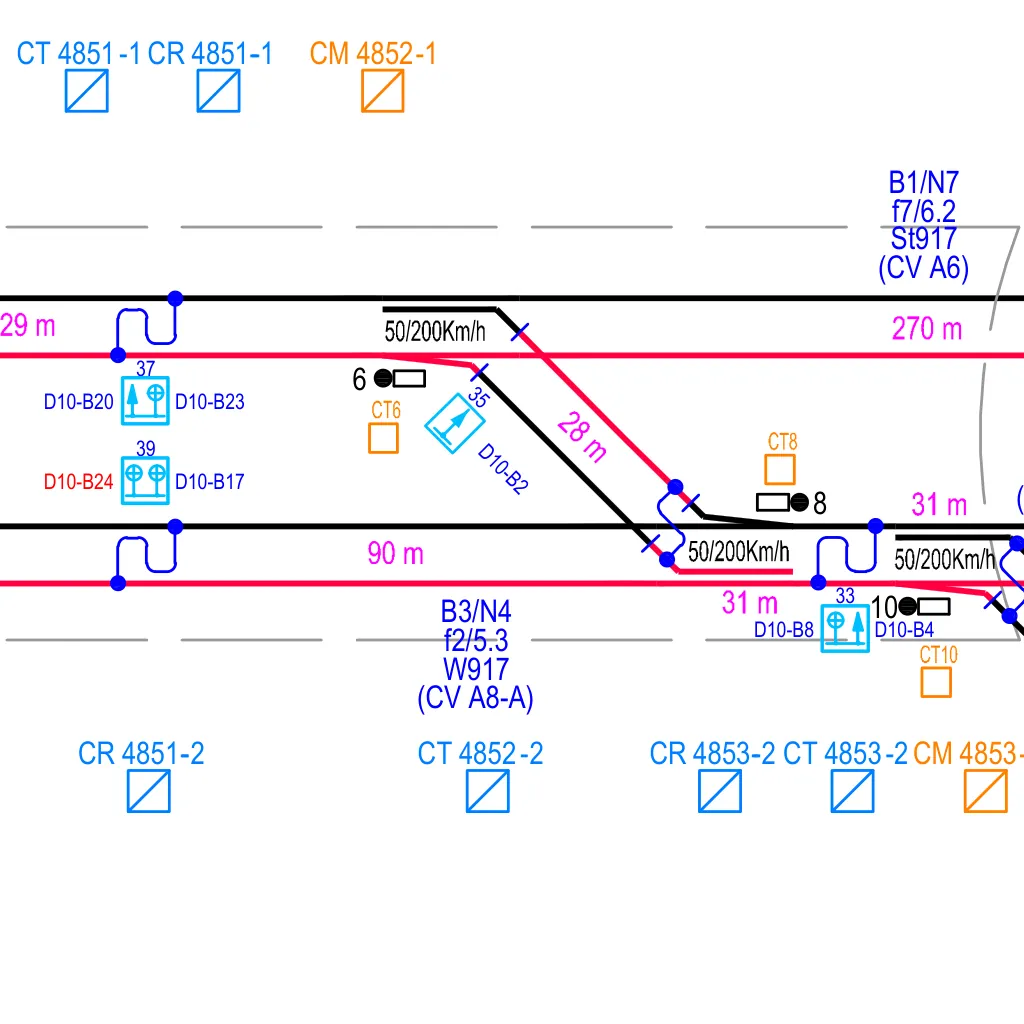 CT 4851-1 CR 4851-1 CM 4852-1
B1/N7
f7/6.2
St917
(CV A6)
29 m
50/200Km/h
270 m
37
6
D10-B20
D10-B23
CT6
35
28 m
D10-B2
CT8
39
D10-B24
D10-B17
8
31 m
(
90 m
50/200Km/h
50/200Km/h
31 m
33
10
D10-B8
D10-B4
B3/N4
f2/5.3
W917
(CV A8-A)
CT10
CR 4851-2 CT 4852-2 CR 4853-2 CT 4853-2 CM 4853-